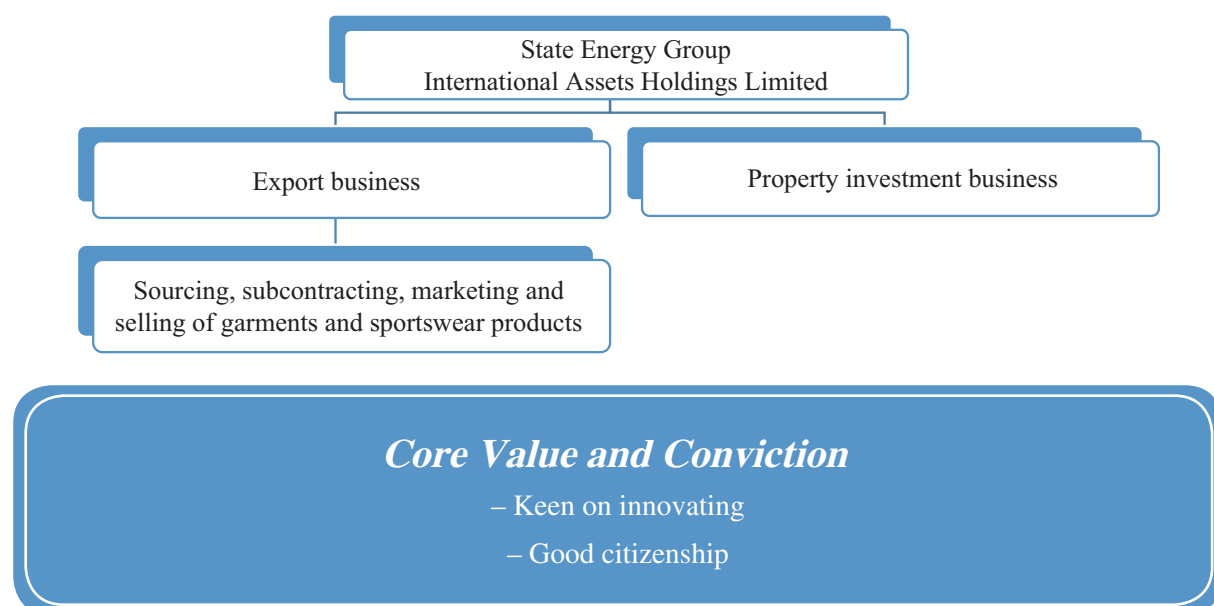 State Energy Group
International Assets Holdings Limited
Export business
Property investment business
Sourcing, subcontracting, marketing and
selling of garments and sportswear products
Core Value and Conviction
– Keen on innovating
– Good citizenship